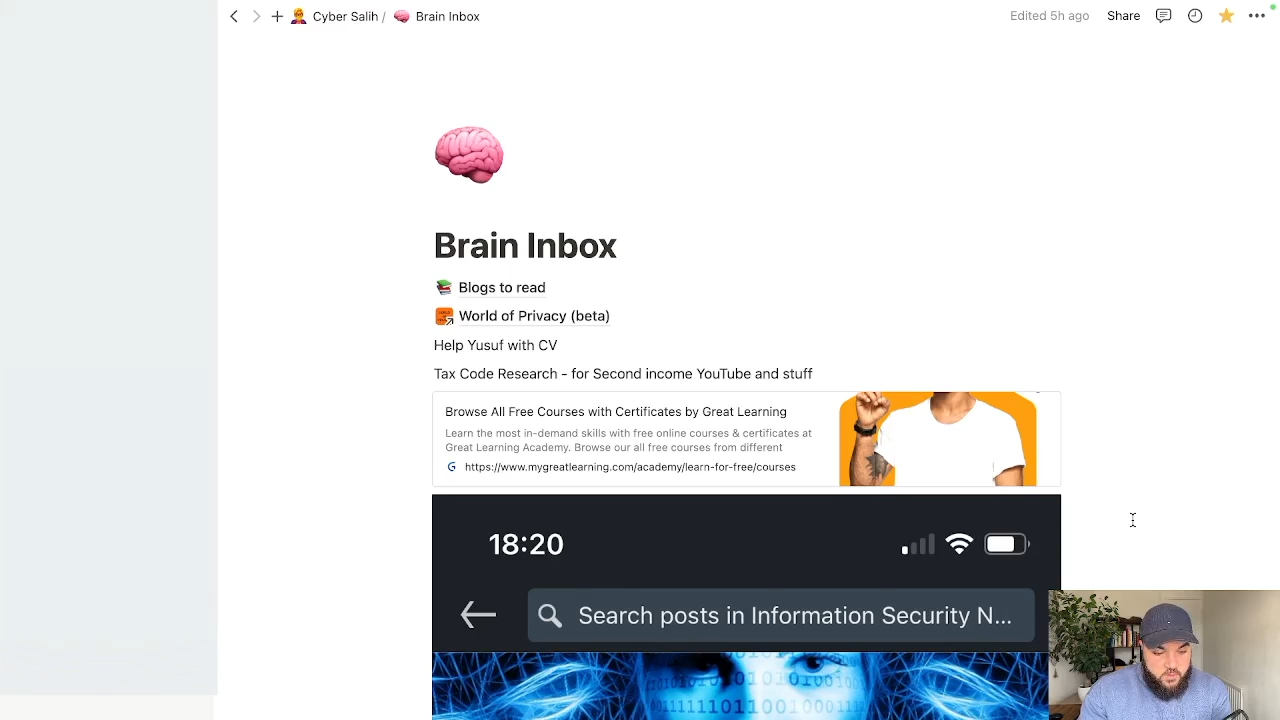 Cyber Salih / Brain Inbox
Edited 5h ago Share
Brain Inbox
Blogs to read
World of Privacy (beta)
Help Yusuf with CV
Tax Code Research - for Second income YouTube and stuff
Browse All Free Courses with Certificates by Great Learning
Learn the most in-demand skills with free online courses & certificates at
Great Learning Academy. Browse our all free courses from different
https://www.mygreatlearning.com/academy/learn-for-free/courses
18:20
Search posts in Information Security N...